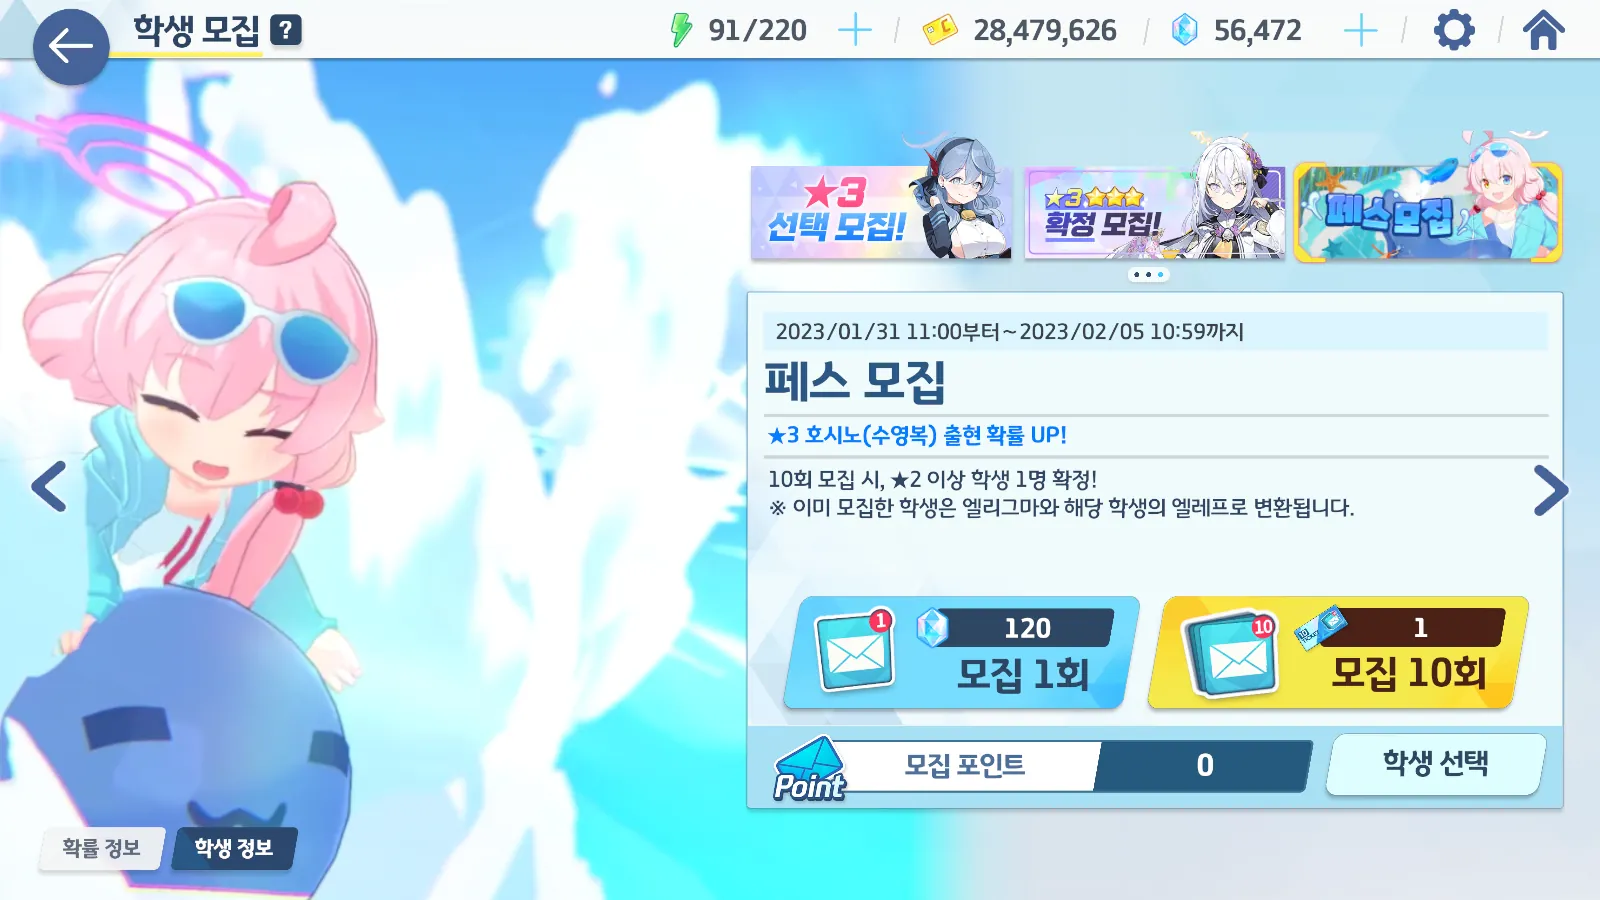 학생 모집 ?
91/220
28,479,626
56,472
★3
선택 모집!
★3
확정 모집!
페스 모집
2023/01/31 11:00부터~2023/02/05 10:59까지
페스 모집
★3 호시노(수영복) 출현 확률 UP!
10회 모집 시, ★2 이상 학생 1명 확정!
※ 이미 모집한 학생은 엘리그마와 해당 학생의 엘레프로 변환됩니다.
1
120
모집 1회
10
1
모집 10회
Point
모집 포인트
0
학생 선택
확률 정보
학생 정보